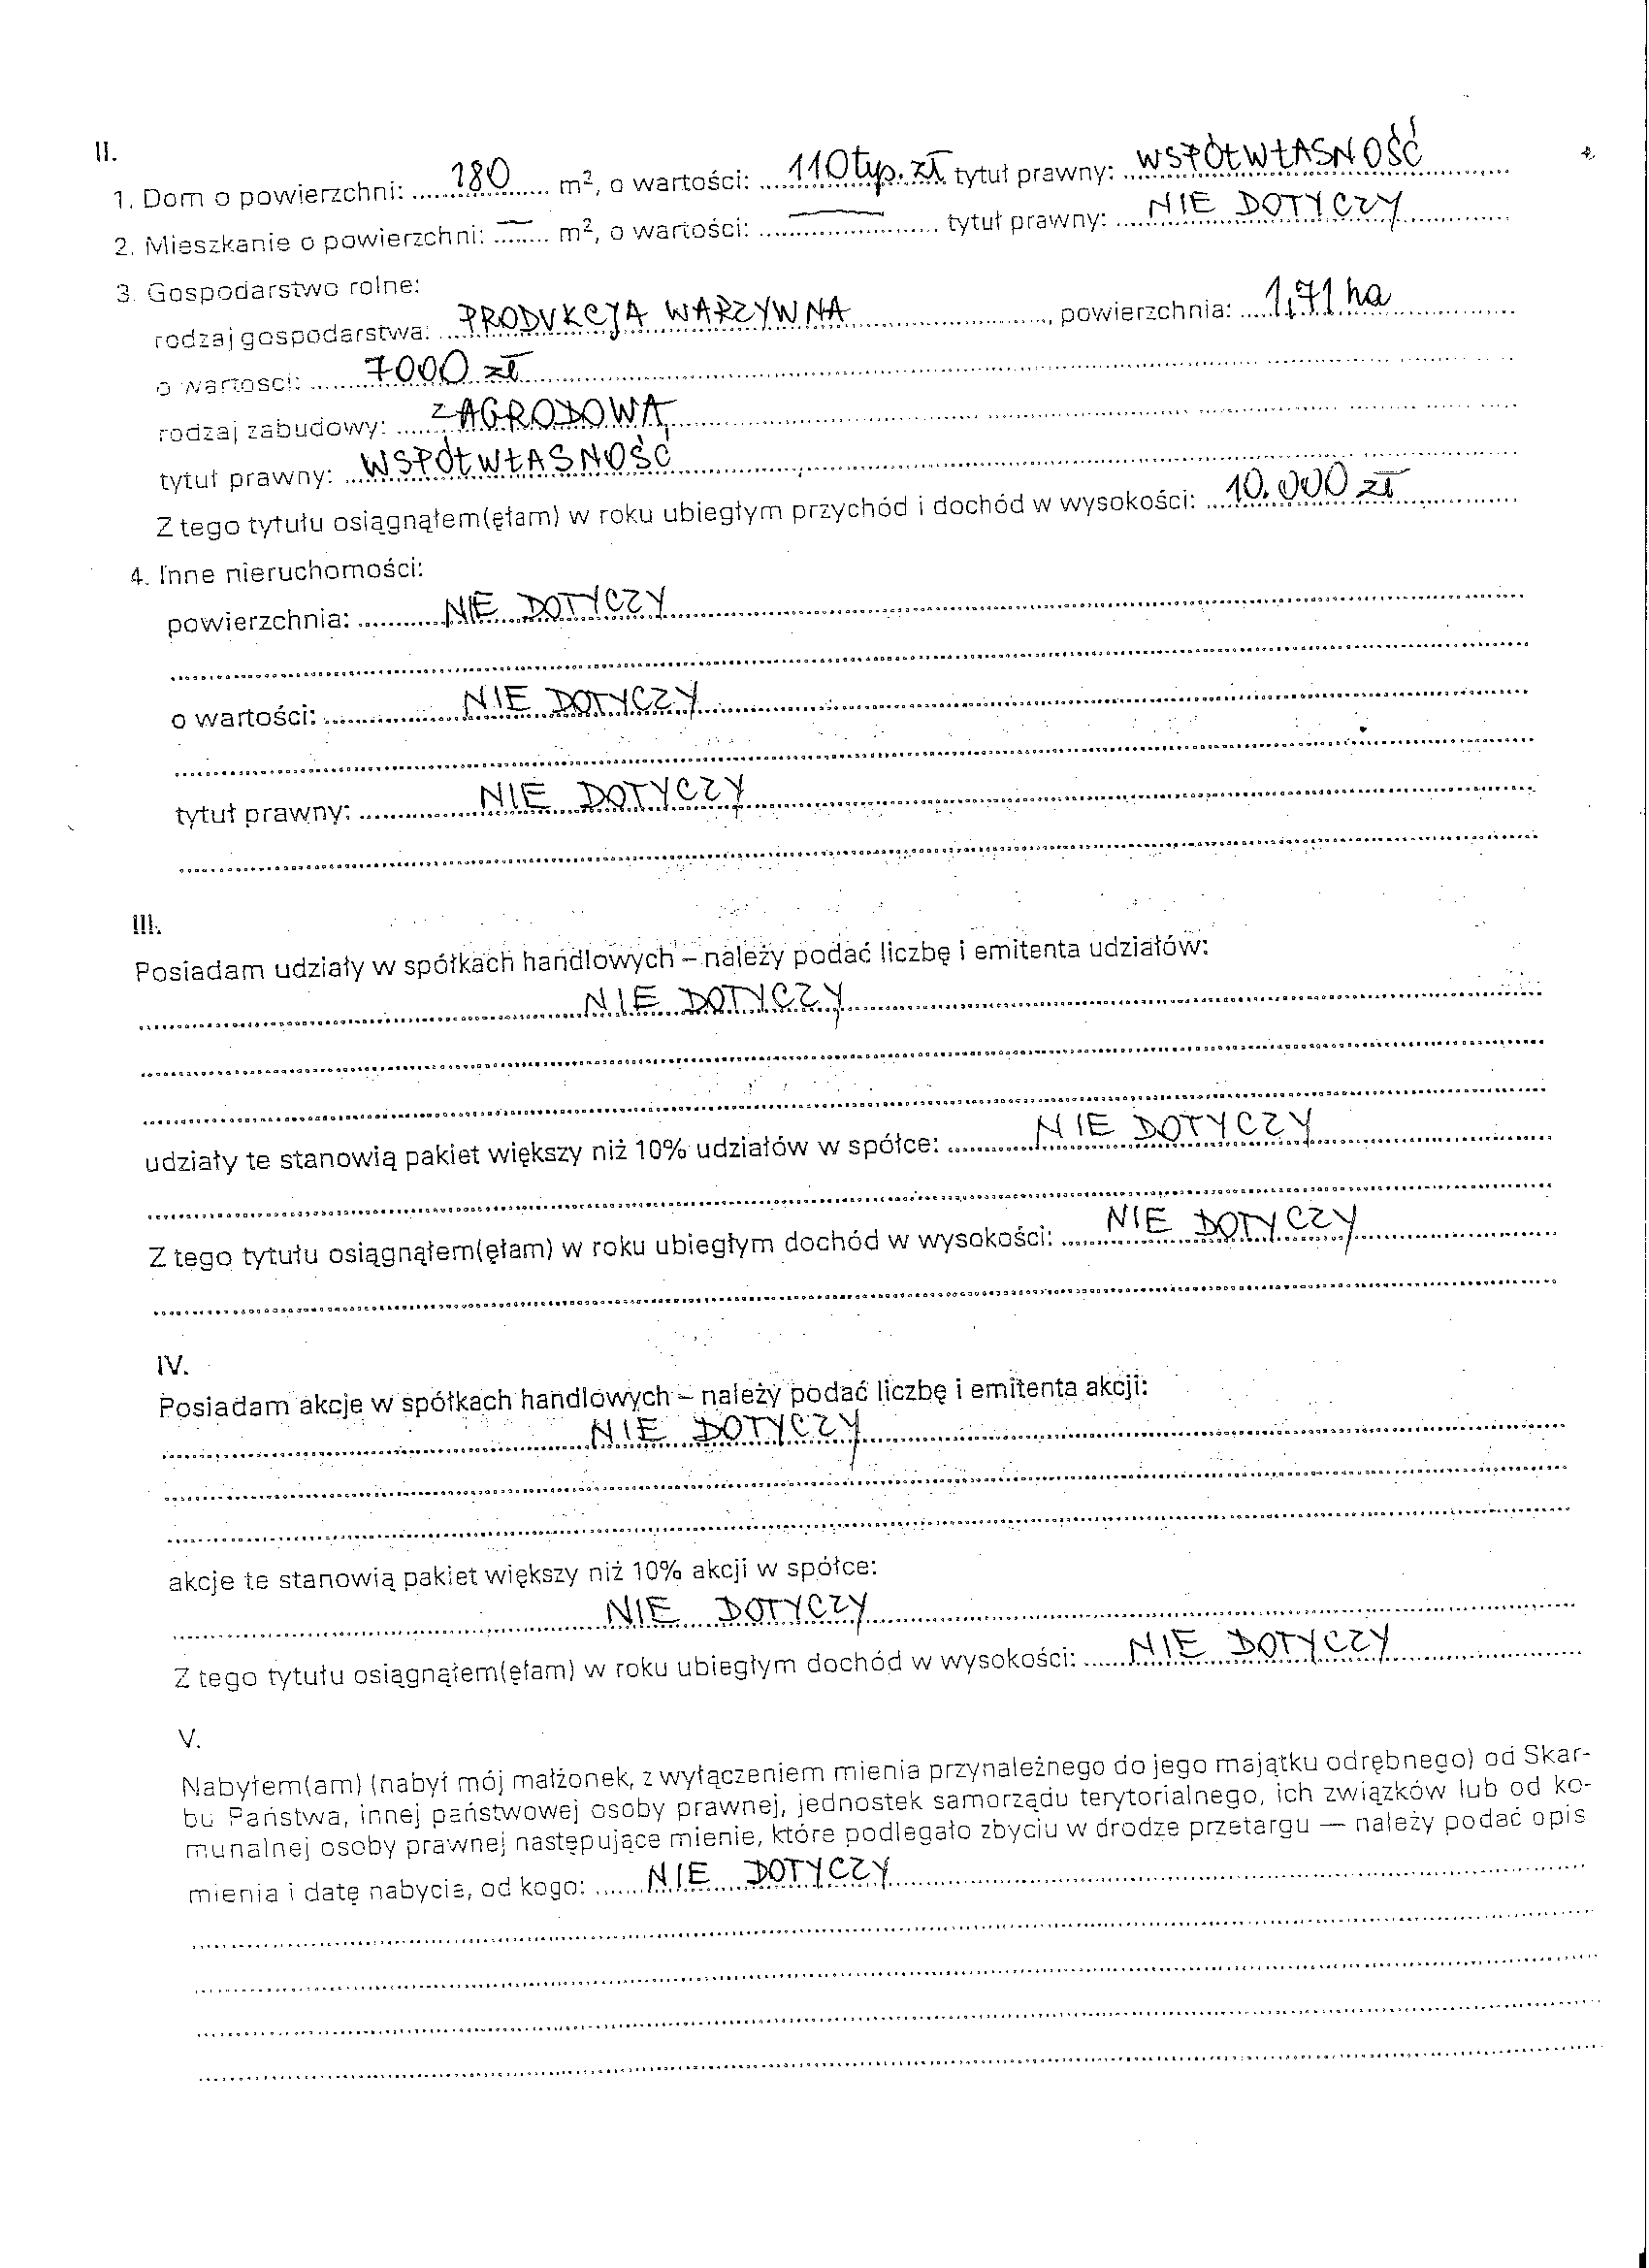 II.
1. Dom o powierzchni: ....180.... m², o wartości: ....110 tyś. zł tytuł prawny: ..WSPÓŁWŁASNOŚĆ........
2. Mieszkanie o powierzchni: ..—.. m², o wartości: ....—.... tytuł prawny: ...NIE DOTYCZY........
3. Gospodarstwo rolne:
rodzaj gospodarstwa: ..PRODUKCJA WARZYWNA........, powierzchnia: ....1,71 ha........
o wartości: ......7000 zł........
rodzaj zabudowy: ......ZAGRODOWA........
tytuł prawny: ..WSPÓŁWŁASNOŚĆ........
Z tego tytułu osiągnąłem(ęłam) w roku ubiegłym przychód i dochód w wysokości: ..10.000 zł........
4. Inne nieruchomości:
powierzchnia: ........NIE DOTYCZY........
o wartości: ........NIE DOTYCZY........
tytuł prawny: ........NIE DOTYCZY........
III.
Posiadam udziały w spółkach handlowych – należy podać liczbę i emitenta udziałów:
........NIE DOTYCZY........
udziały te stanowią pakiet większy niż 10% udziałów w spółce: ........NIE DOTYCZY........
Z tego tytułu osiągnąłem(ęłam) w roku ubiegłym dochód w wysokości: ......NIE DOTYCZY........
IV.
Posiadam akcje w spółkach handlowych – należy podać liczbę i emitenta akcji:
........NIE DOTYCZY........
akcje te stanowią pakiet większy niż 10% akcji w spółce:
........NIE DOTYCZY........
Z tego tytułu osiągnąłem(ęłam) w roku ubiegłym dochód w wysokości: ......NIE DOTYCZY........
V.
Nabyłem(am) (nabył mój małżonek, z wyłączeniem mienia przynależnego do jego majątku odrębnego) od Skar-
bu Państwa, innej państwowej osoby prawnej, jednostek samorządu terytorialnego, ich związków lub od ko-
munalnej osoby prawnej następujące mienie, które podlegało zbyciu w drodze przetargu — należy podać opis
mienia i datę nabycia, od kogo: ......NIE DOTYCZY........